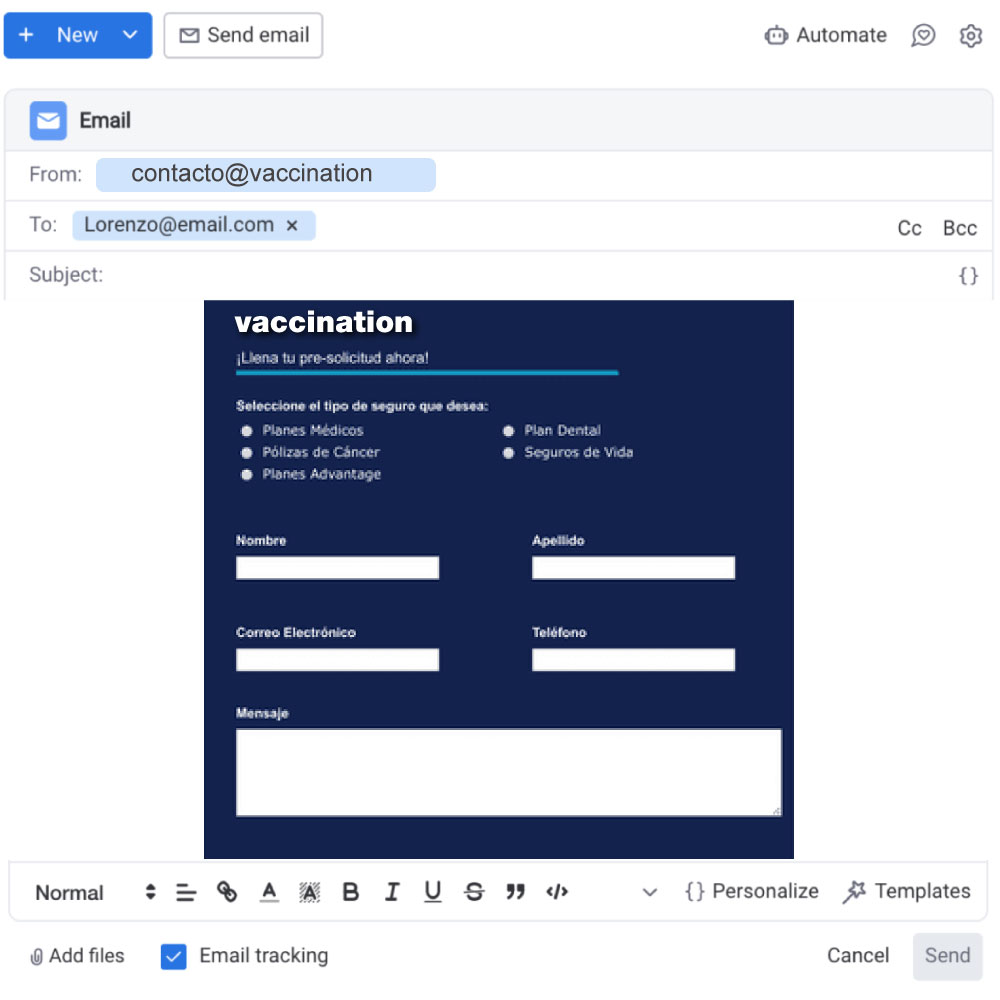 + New
Send email
Automate
Email
From: contacto@vaccination
To: Lorenzo@email.com ×
Cc Bcc
Subject:
{}
vaccination
¡Llena tu pre-solicitud ahora!
Seleccione el tipo de seguro que desea:
Planes Médicos
Plan Dental
Pólizas de Cáncer
Seguros de Vida
Planes Advantage
Nombre
Apellido
Correo Electrónico
Teléfono
Mensaje
Normal
A A B I U S ” </>
{} Personalize
Templates
Add files
Email tracking
Cancel
Send